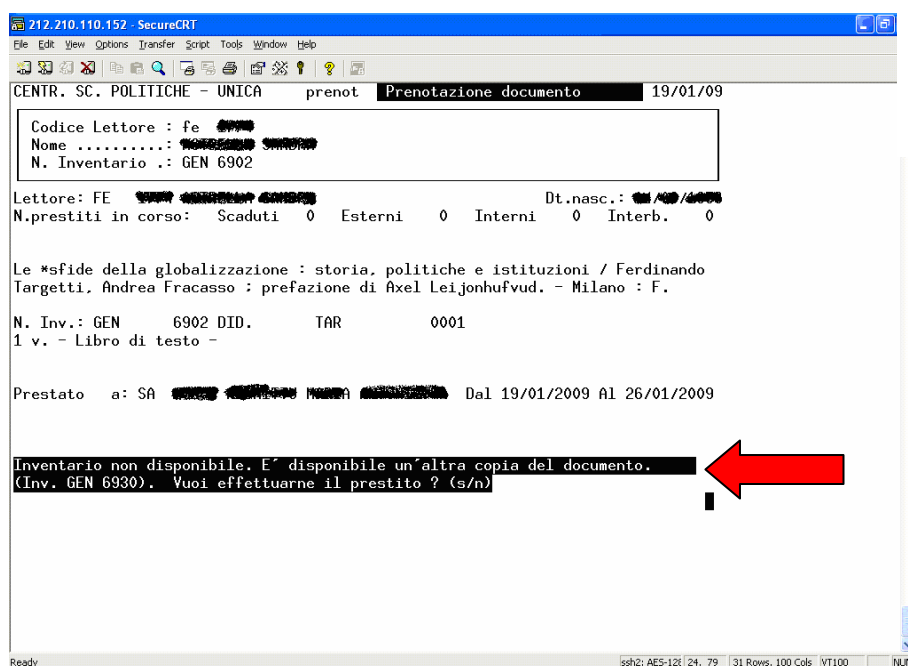 212.210.110.152 - SecureCRT
File Edit View Options Transfer Script Tools Window Help
CENTR. SC. POLITICHE - UNICA prenot Prenotazione documento 19/01/09
Codice Lettore : fe
Nome ..........:
N. Inventario .: GEN 6902
Lettore: FE Dt.nasc.:
N.prestiti in corso: Scaduti 0 Esterni 0 Interni 0 Interb. 0
Le *sfide della globalizzazione : storia, politiche e istituzioni / Ferdinando
Targetti, Andrea Fracasso ; prefazione di Axel Leijonhufvud. - Milano : F.
N. Inv.: GEN 6902 DID. TAR 0001
1 v. - Libro di testo -
Prestato a: SA Dal 19/01/2009 Al 26/01/2009
Inventario non disponibile. E´ disponibile un´altra copia del documento.
(Inv. GEN 6930). Vuoi effettuarne il prestito ? (s/n)
Ready ssh2: AES-128 24, 79 31 Rows, 100 Cols VT100 NU